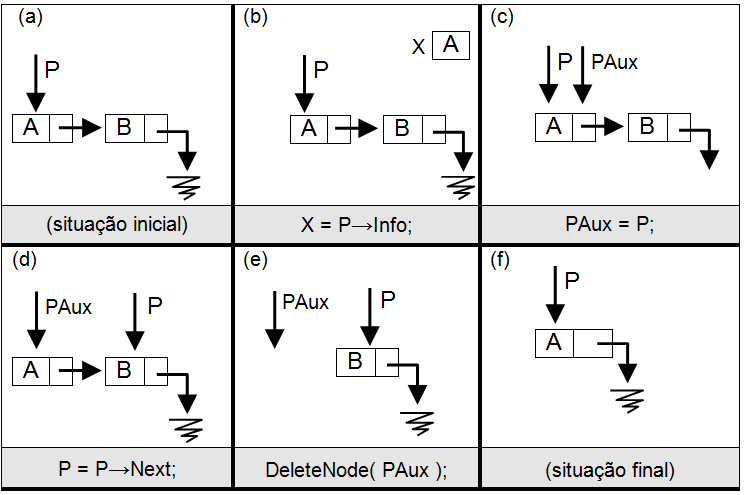 (a)
P
A B
(situação inicial)
(b)
X A
P
A B
X = P→Info;
(c)
P PAux
A B
PAux = P;
(d)
PAux P
A B
P = P→Next;
(e)
PAux P
B
DeleteNode( PAux );
(f)
P
A
(situação final)